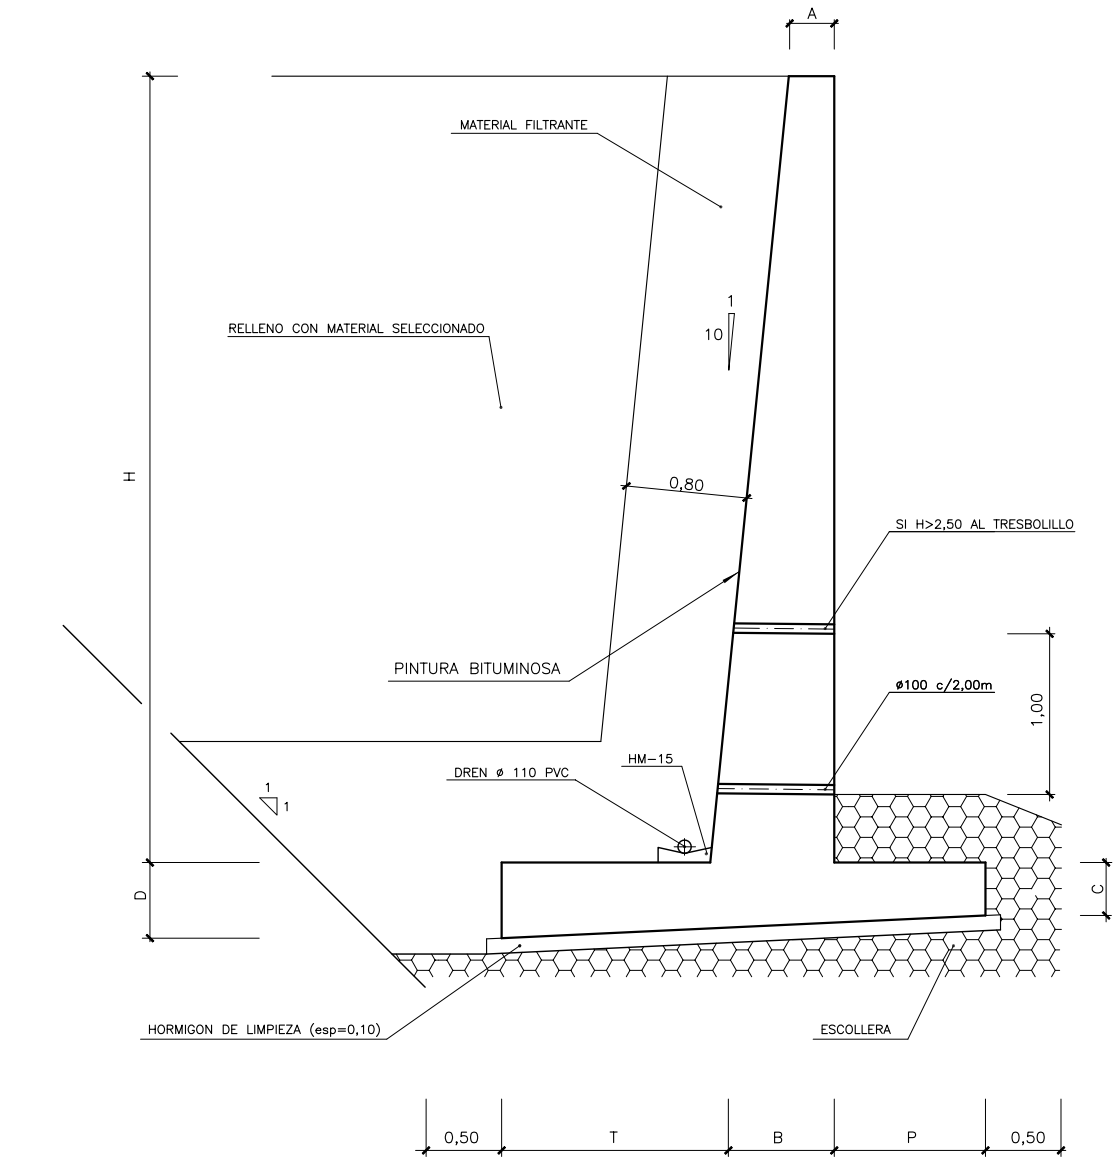 A
MATERIAL FILTRANTE
1
10
RELLENO CON MATERIAL SELECCIONADO
H
0,80
SI H>2,50 AL TRESBOLILLO
PINTURA BITUMINOSA
ø100 c/2,00m
1,00
HM-15
DREN ø 110 PVC
1
1
D
C
HORMIGON DE LIMPIEZA (esp=0,10)
ESCOLLERA
0,50
T
B
P
0,50